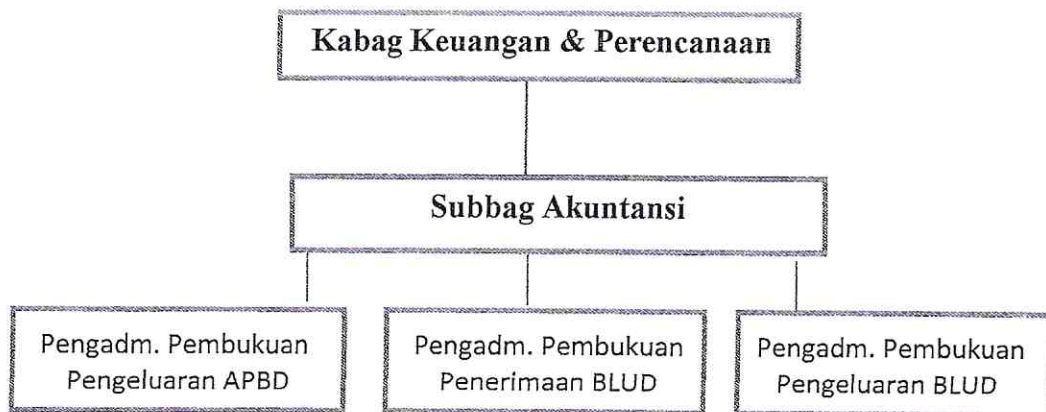 Kabag Keuangan & Perencanaan
Subbag Akuntansi
Pengadm. Pembukuan
Pengeluaran APBD
Pengadm. Pembukuan
Penerimaan BLUD
Pengadm. Pembukuan
Pengeluaran BLUD